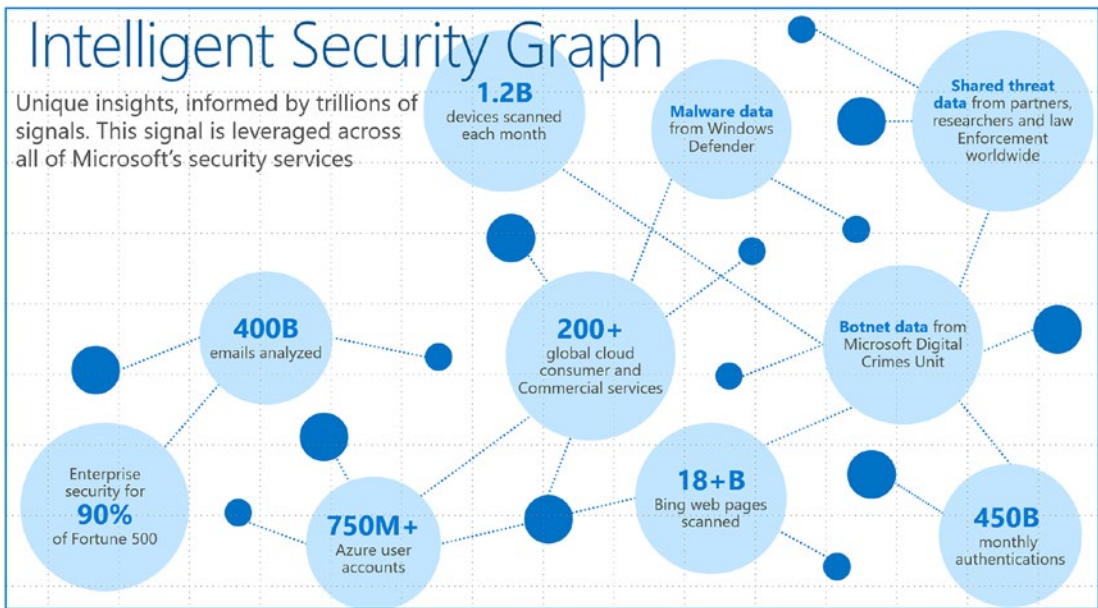 Intelligent Security Graph
Unique insights, informed by trillions of
signals. This signal is leveraged across
all of Microsoft's security services
1.2B
devices scanned
each month
Malware data
from Windows
Defender
Shared threat
data from partners,
researchers and law
Enforcement
worldwide
400B
emails analyzed
200+
global cloud
consumer and
Commercial services
Botnet data from
Microsoft Digital
Crimes Unit
Enterprise
security for
90%
of Fortune 500
750M+
Azure user
accounts
18+B
Bing web pages
scanned
450B
monthly
authentications